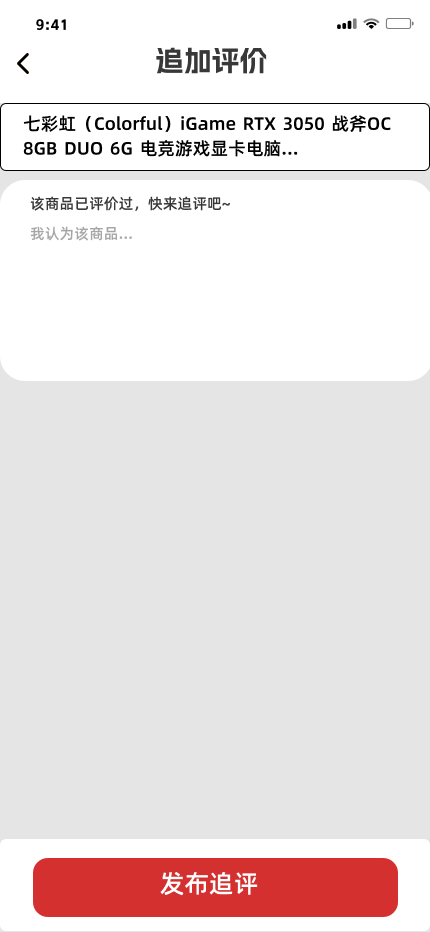 9:41
追加评价
七彩虹（Colorful）iGame RTX 3050 战斧OC
8GB DUO 6G 电竞游戏显卡电脑...
该商品已评价过，快来追评吧~
我认为该商品...
发布追评